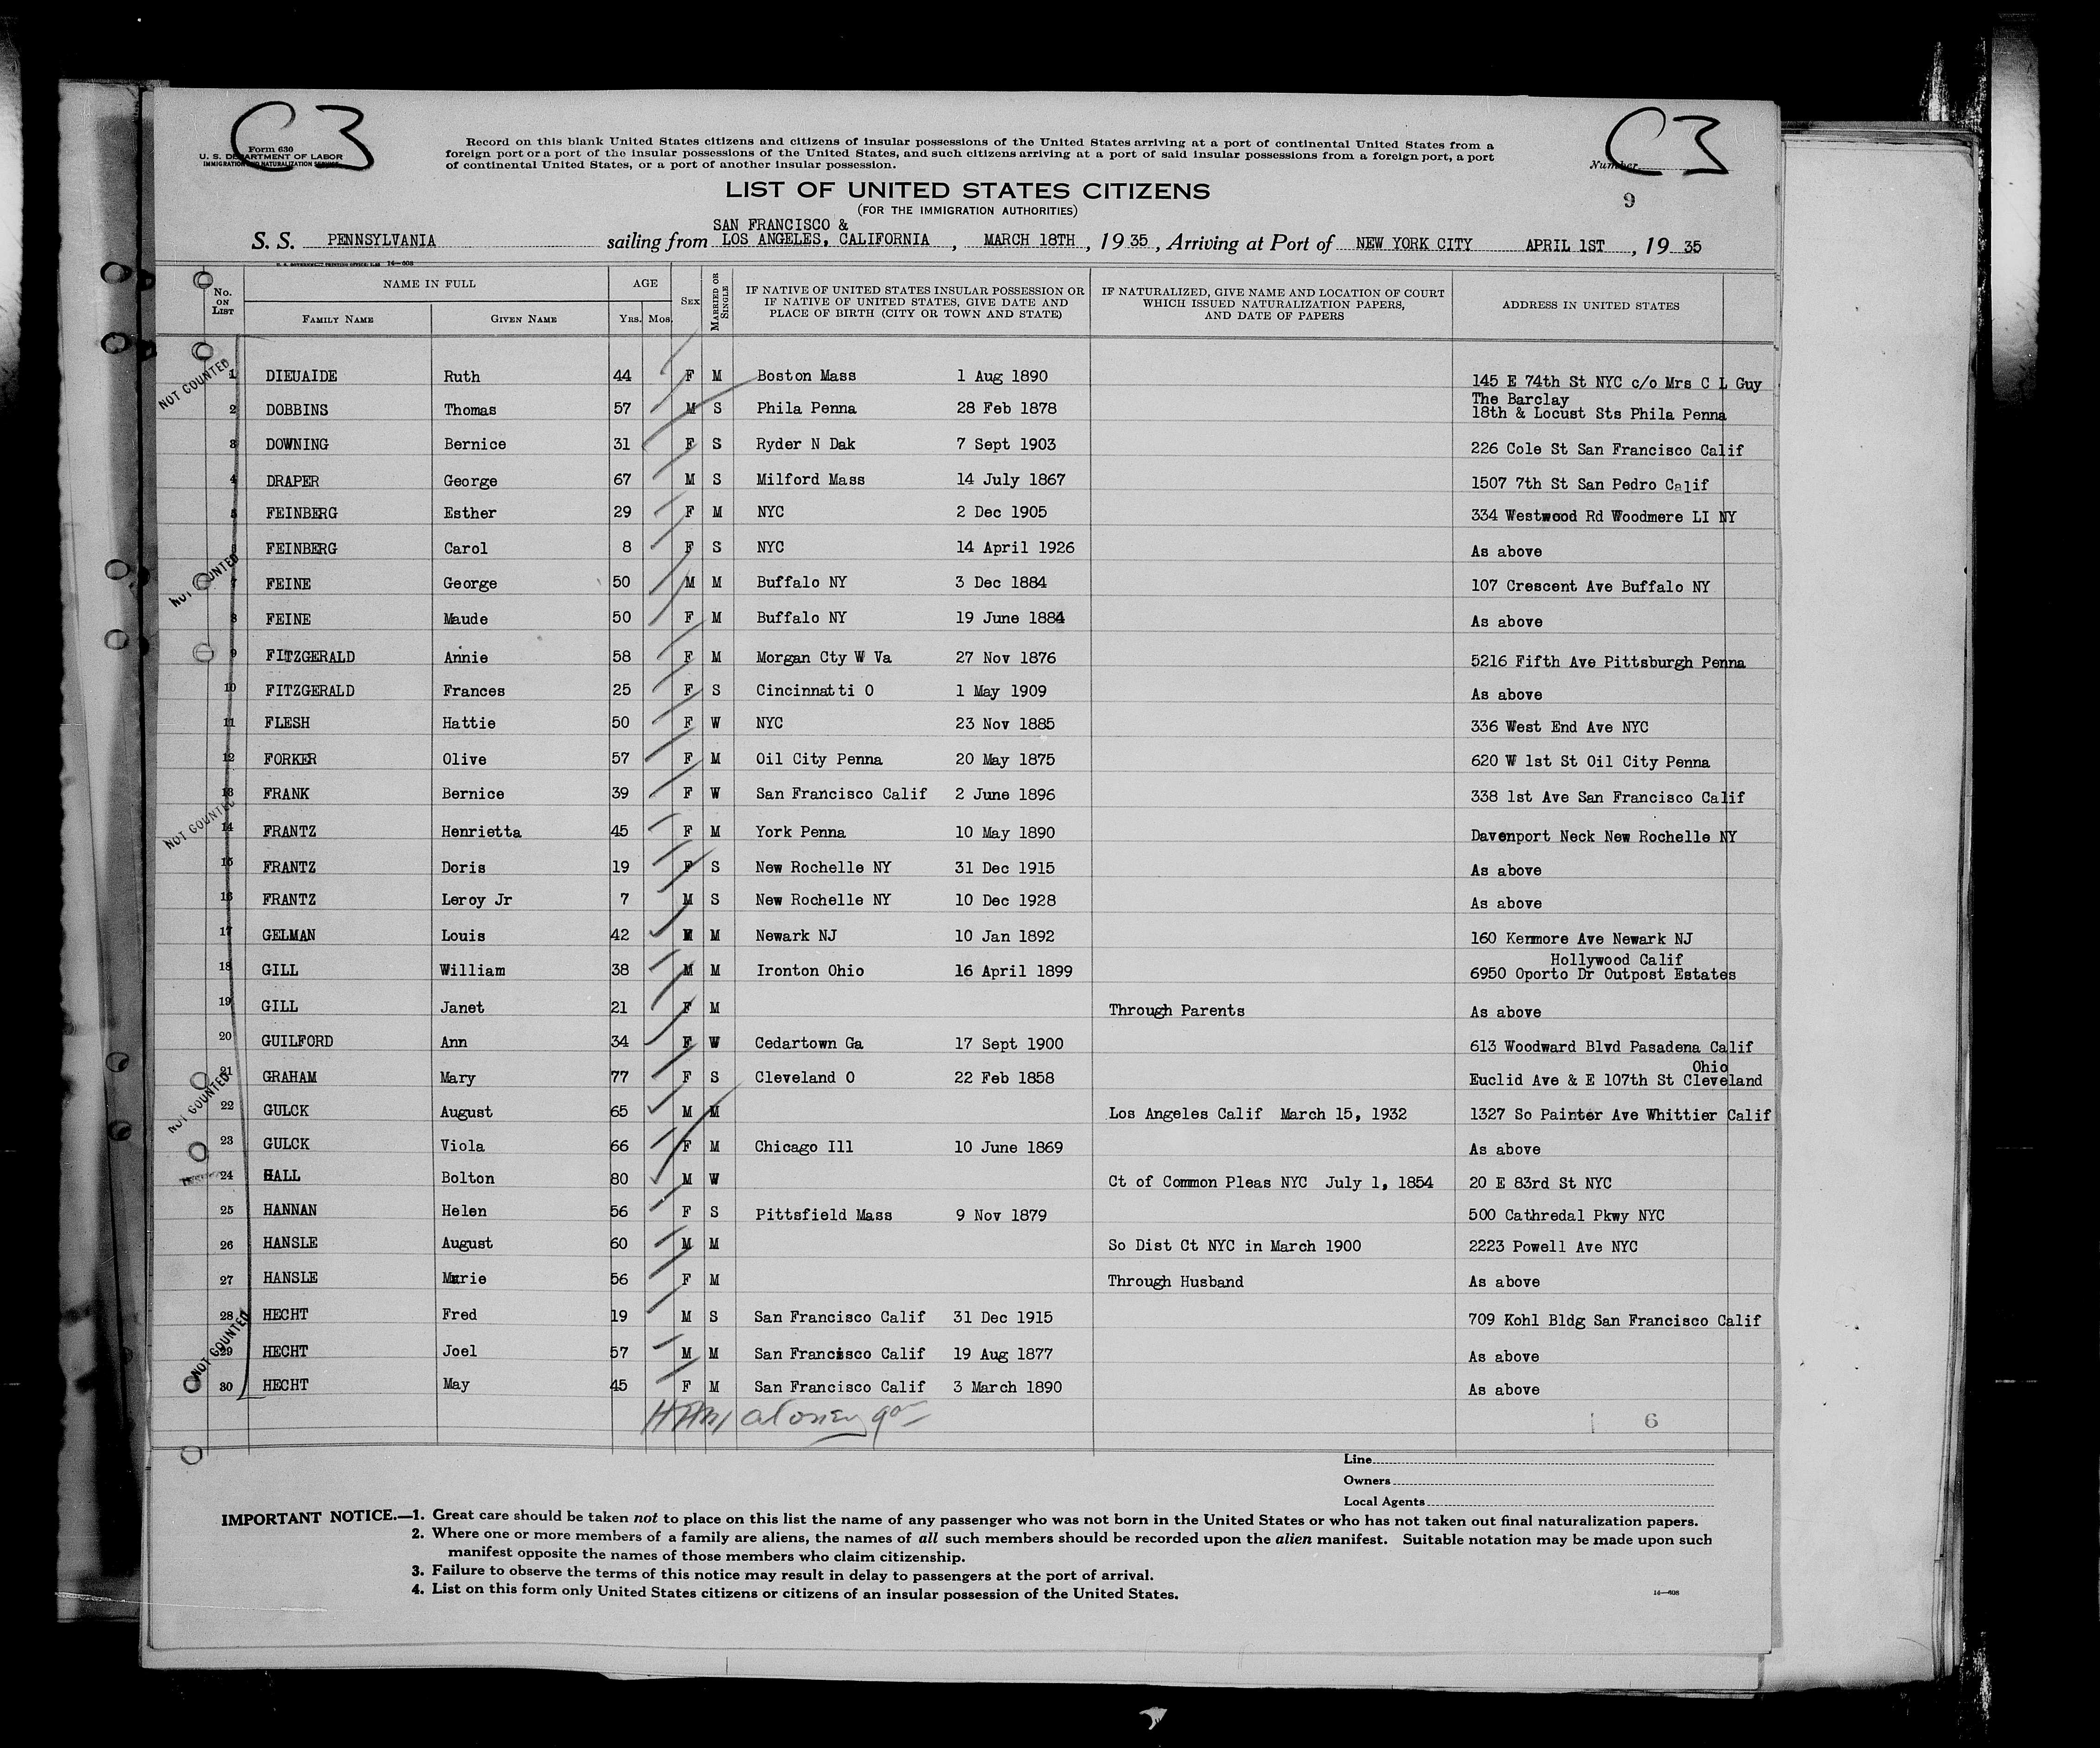 C3
C3
Form 630
U. S. DEPARTMENT OF LABOR
IMMIGRATION AND NATURALIZATION SERVICE
Record on this blank United States citizens and citizens of insular possessions of the United States arriving at a port of continental United States from a
foreign port or a port of the insular possessions of the United States, and such citizens arriving at a port of said insular possessions from a foreign port, a port
of continental United States, or a port of another insular possession.
Number
9
LIST OF UNITED STATES CITIZENS
(FOR THE IMMIGRATION AUTHORITIES)
SAN FRANCISCO &
S. S. PENNSYLVANIA sailing from LOS ANGELES, CALIFORNIA, MARCH 18TH, 1935, Arriving at Port of NEW YORK CITY APRIL 1ST, 1935
No. ON LIST NAME IN FULL FAMILY NAME GIVEN NAME AGE YRS. MOS. SEX MARRIED OR SINGLE IF NATIVE OF UNITED STATES INSULAR POSSESSION OR IF NATIVE OF UNITED STATES, GIVE DATE AND PLACE OF BIRTH (CITY OR TOWN AND STATE) IF NATURALIZED, GIVE NAME AND LOCATION OF COURT WHICH ISSUED NATURALIZATION PAPERS, AND DATE OF PAPERS ADDRESS IN UNITED STATES
NOT COUNTED
1 DIEUAIDE Ruth 44 F M Boston Mass 1 Aug 1890 145 E 74th St NYC c/o Mrs C L Guy
The Barclay
2 DOBBINS Thomas 57 M S Phila Penna 28 Feb 1878 18th & Locust Sts Phila Penna
3 DOWNING Bernice 31 F S Ryder N Dak 7 Sept 1903 226 Cole St San Francisco Calif
4 DRAPER George 67 M S Milford Mass 14 July 1867 1507 7th St San Pedro Calif
5 FEINBERG Esther 29 F M NYC 2 Dec 1905 334 Westwood Rd Woodmere LI NY
6 FEINBERG Carol 8 F S NYC 14 April 1926 As above
NOT COUNTED
7 FEINE George 50 M M Buffalo NY 3 Dec 1884 107 Crescent Ave Buffalo NY
8 FEINE Maude 50 F M Buffalo NY 19 June 1884 As above
9 FITZGERALD Annie 58 F M Morgan Cty W Va 27 Nov 1876 5216 Fifth Ave Pittsburgh Penna
10 FITZGERALD Frances 25 F S Cincinnatti O 1 May 1909 As above
11 FLESH Hattie 50 F W NYC 23 Nov 1885 336 West End Ave NYC
12 FORKER Olive 57 F M Oil City Penna 20 May 1875 620 W 1st St Oil City Penna
13 FRANK Bernice 39 F W San Francisco Calif 2 June 1896 338 1st Ave San Francisco Calif
NOT COUNTED
14 FRANTZ Henrietta 45 F M York Penna 10 May 1890 Davenport Neck New Rochelle NY
15 FRANTZ Doris 19 F S New Rochelle NY 31 Dec 1915 As above
16 FRANTZ Leroy Jr 7 M S New Rochelle NY 10 Dec 1928 As above
17 GELMAN Louis 42 M M Newark NJ 10 Jan 1892 160 Kenmore Ave Newark NJ
Hollywood Calif
18 GILL William 38 M M Ironton Ohio 16 April 1899 6950 Oporto Dr Outpost Estates
19 GILL Janet 21 F M Through Parents As above
20 GUILFORD Ann 34 F W Cedartown Ga 17 Sept 1900 613 Woodward Blvd Pasadena Calif
Ohio
21 GRAHAM Mary 77 F S Cleveland O 22 Feb 1858 Euclid Ave & E 107th St Cleveland
NOT COUNTED
22 GULCK August 65 M M Los Angeles Calif March 15, 1932 1327 So Painter Ave Whittier Calif
23 GULCK Viola 66 F M Chicago Ill 10 June 1869 As above
24 HALL Bolton 80 M W Ct of Common Pleas NYC July 1, 1854 20 E 83rd St NYC
25 HANNAN Helen 56 F S Pittsfield Mass 9 Nov 1879 500 Cathredal Pkwy NYC
26 HANSLE August 60 M M So Dist Ct NYC in March 1900 2223 Powell Ave NYC
27 HANSLE Marie 56 F M Through Husband As above
28 HECHT Fred 19 M S San Francisco Calif 31 Dec 1915 709 Kohl Bldg San Francisco Calif
NOT COUNTED
29 HECHT Joel 57 M M San Francisco Calif 19 Aug 1877 As above
30 HECHT May 45 F M San Francisco Calif 3 March 1890 As above
6
Line
Owners
Local Agents
IMPORTANT NOTICE.—1. Great care should be taken not to place on this list the name of any passenger who was not born in the United States or who has not taken out final naturalization papers.
2. Where one or more members of a family are aliens, the names of all such members should be recorded upon the alien manifest. Suitable notation may be made upon such
manifest opposite the names of those members who claim citizenship.
3. Failure to observe the terms of this notice may result in delay to passengers at the port of arrival.
4. List on this form only United States citizens or citizens of an insular possession of the United States.
14—608